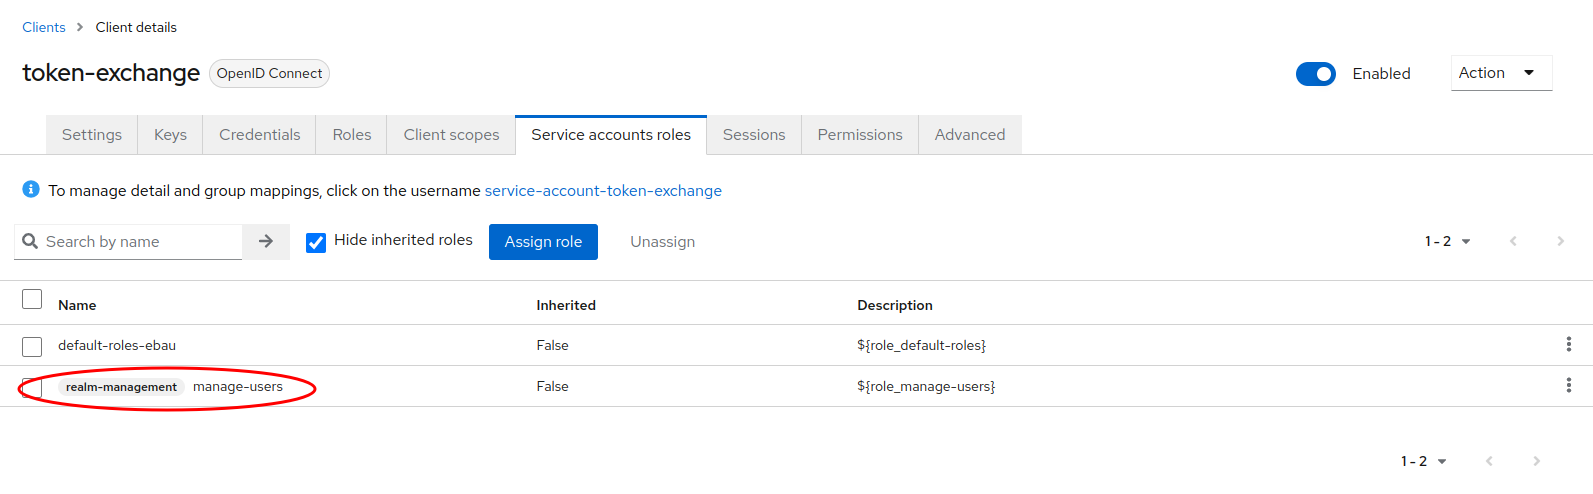 Clients > Client details
token-exchange OpenID Connect Enabled Action
Settings Keys Credentials Roles Client scopes Service accounts roles Sessions Permissions Advanced
To manage detail and group mappings, click on the username service-account-token-exchange
Search by name Hide inherited roles Assign role Unassign 1 - 2
Name Inherited Description
default-roles-ebau False ${role_default-roles}
realm-management manage-users False ${role_manage-users}
1 - 2